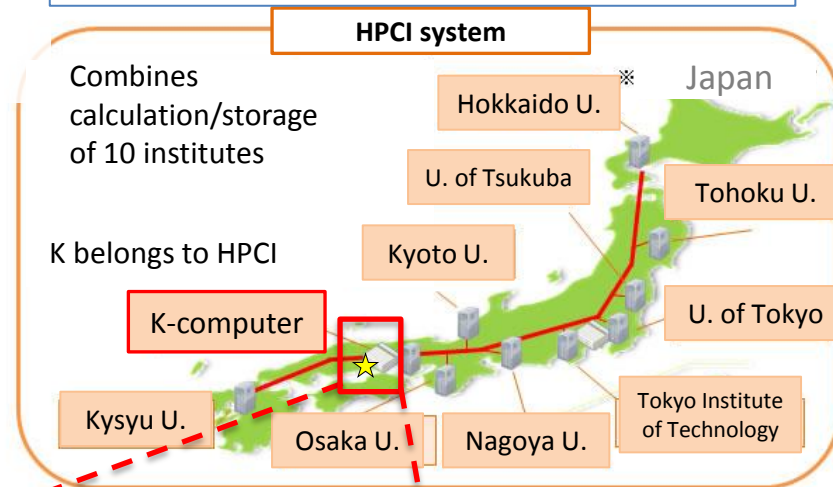 HPCI system
Combines
calculation/storage
of 10 institutes
※
Japan
Hokkaido U.
U. of Tsukuba
Tohoku U.
K belongs to HPCI
Kyoto U.
K-computer
U. of Tokyo
Kysyu U.
Osaka U.
Nagoya U.
Tokyo Institute
of Technology